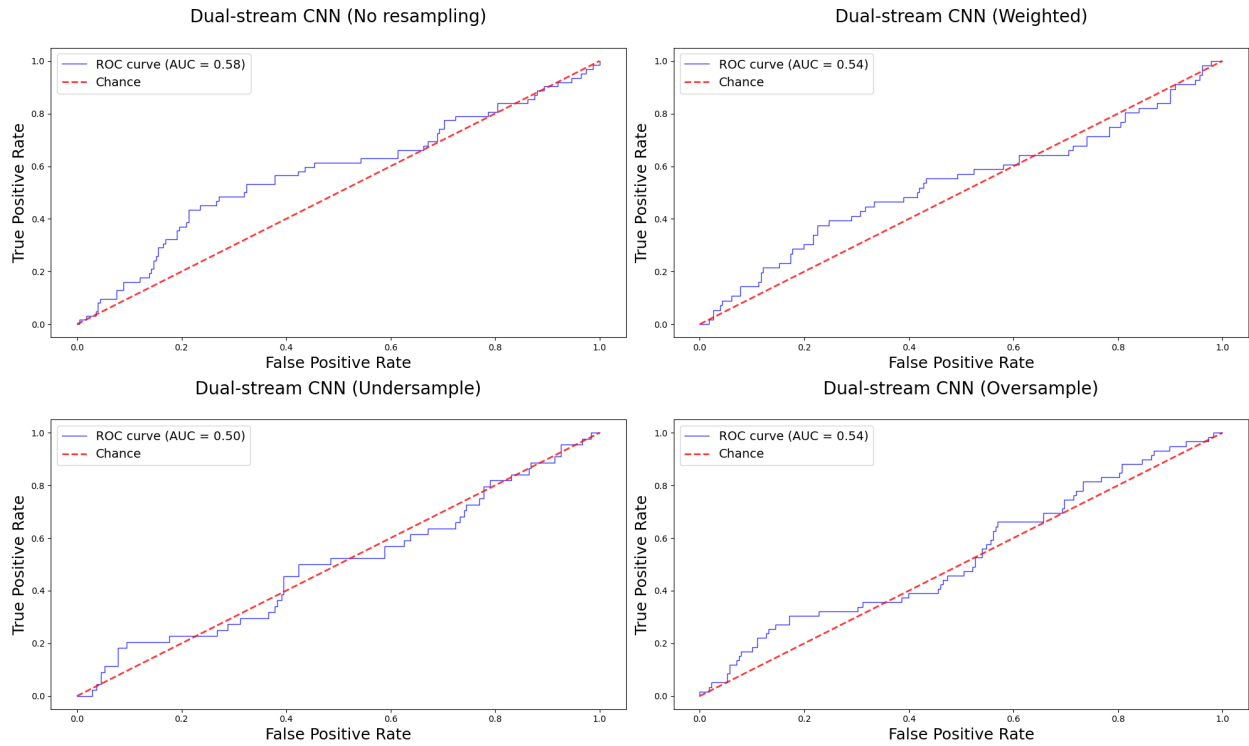 Dual-stream CNN (No resampling)
ROC curve (AUC = 0.58)
Chance
True Positive Rate
1.0
0.8
0.6
0.4
0.2
0.0
0.0 0.2 0.4 0.6 0.8 1.0
False Positive Rate
Dual-stream CNN (Weighted)
ROC curve (AUC = 0.54)
Chance
True Positive Rate
1.0
0.8
0.6
0.4
0.2
0.0
0.0 0.2 0.4 0.6 0.8 1.0
False Positive Rate
Dual-stream CNN (Undersample)
ROC curve (AUC = 0.50)
Chance
True Positive Rate
1.0
0.8
0.6
0.4
0.2
0.0
0.0 0.2 0.4 0.6 0.8 1.0
False Positive Rate
Dual-stream CNN (Oversample)
ROC curve (AUC = 0.54)
Chance
True Positive Rate
1.0
0.8
0.6
0.4
0.2
0.0
0.0 0.2 0.4 0.6 0.8 1.0
False Positive Rate